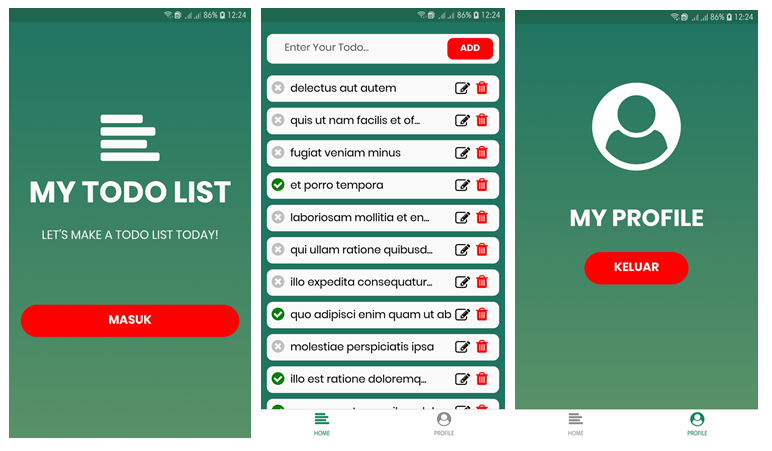 86% 12:24
MY TODO LIST
LET'S MAKE A TODO LIST TODAY!
MASUK
86% 12:24
Enter Your Todo...
ADD
delectus aut autem
quis ut nam facilis et of...
fugiat veniam minus
et porro tempora
laboriosam mollitia et en...
qui ullam ratione quibusd...
illo expedita consequatur...
quo adipisci enim quam ut ab
molestiae perspiciatis ipsa
illo est ratione doloremq...
HOME
PROFILE
86% 12:24
MY PROFILE
KELUAR
HOME
PROFILE